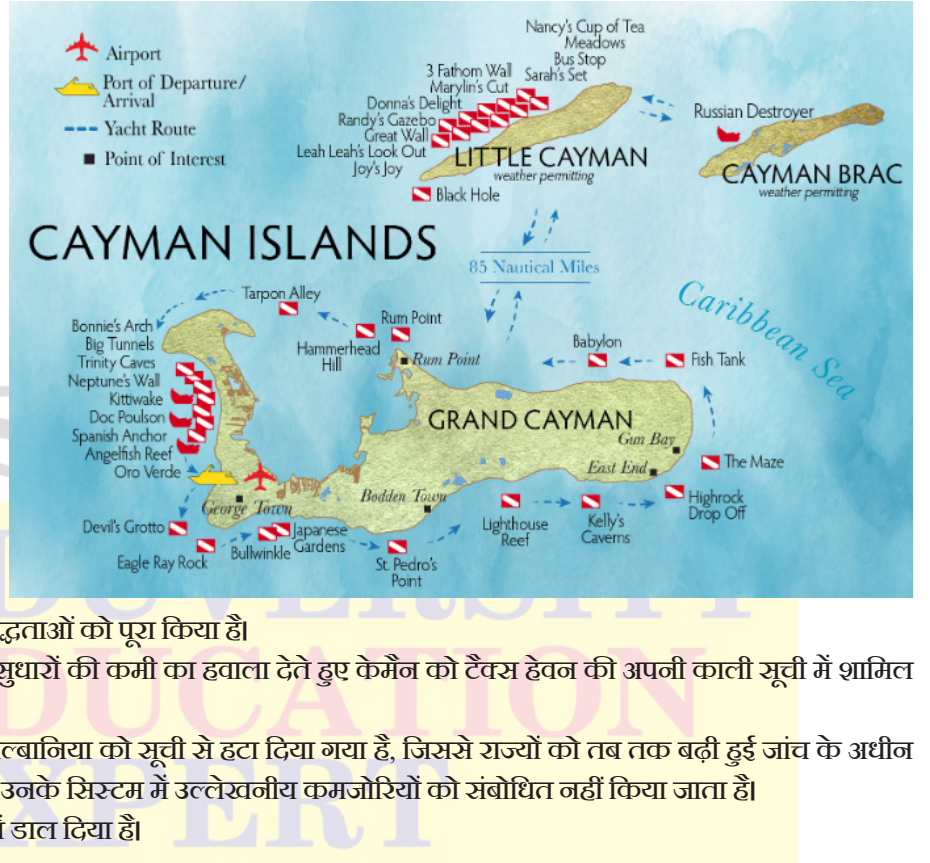 Airport
Port of Departure/
Arrival
Yacht Route
Point of Interest
Nancy's Cup of Tea
Meadows
Bus Stop
Sarah's Set
3 Fathom Wall
Marylin's Cut
Donna's Delight
Randy's Gazebo
Great Wall
Leah Leah's Look Out
Joy's Joy
LITTLE CAYMAN
weather permitting
Black Hole
Russian Destroyer
CAYMAN BRAC
weather permitting
CAYMAN ISLANDS
85 Nautical Miles
Caribbean Sea
Tarpon Alley
Rum Point
Hammerhead
Hill
Rum Point
Babylon
Fish Tank
Bonnie's Arch
Big Tunnels
Trinity Caves
Neptune's Wall
Kittiwake
Doc Poulson
Spanish Anchor
Angelfish Reef
Oro Verde
GRAND CAYMAN
Gun Bay
East End
The Maze
Highrock
Drop Off
George Town
Bodden Town
Devil's Grotto
Eagle Ray Rock
Bullwinkle
Japanese
Gardens
St. Pedro's
Point
Lighthouse
Reef
Kelly's
Caverns
को पूरा किया है।
सुधारों की कमी का हवाला देते हुए केमैन को टैक्स हेवन की अपनी काली सूची में शामिल
को सूची से हटा दिया गया है, जिससे राज्यों को तब तक बढ़ी हुई जांच के अधीन
उनके सिस्टम में उल्लेखनीय कमजोरियों को संबोधित नहीं किया जाता है।
डाल दिया है।
EDUCATION
EXPERT